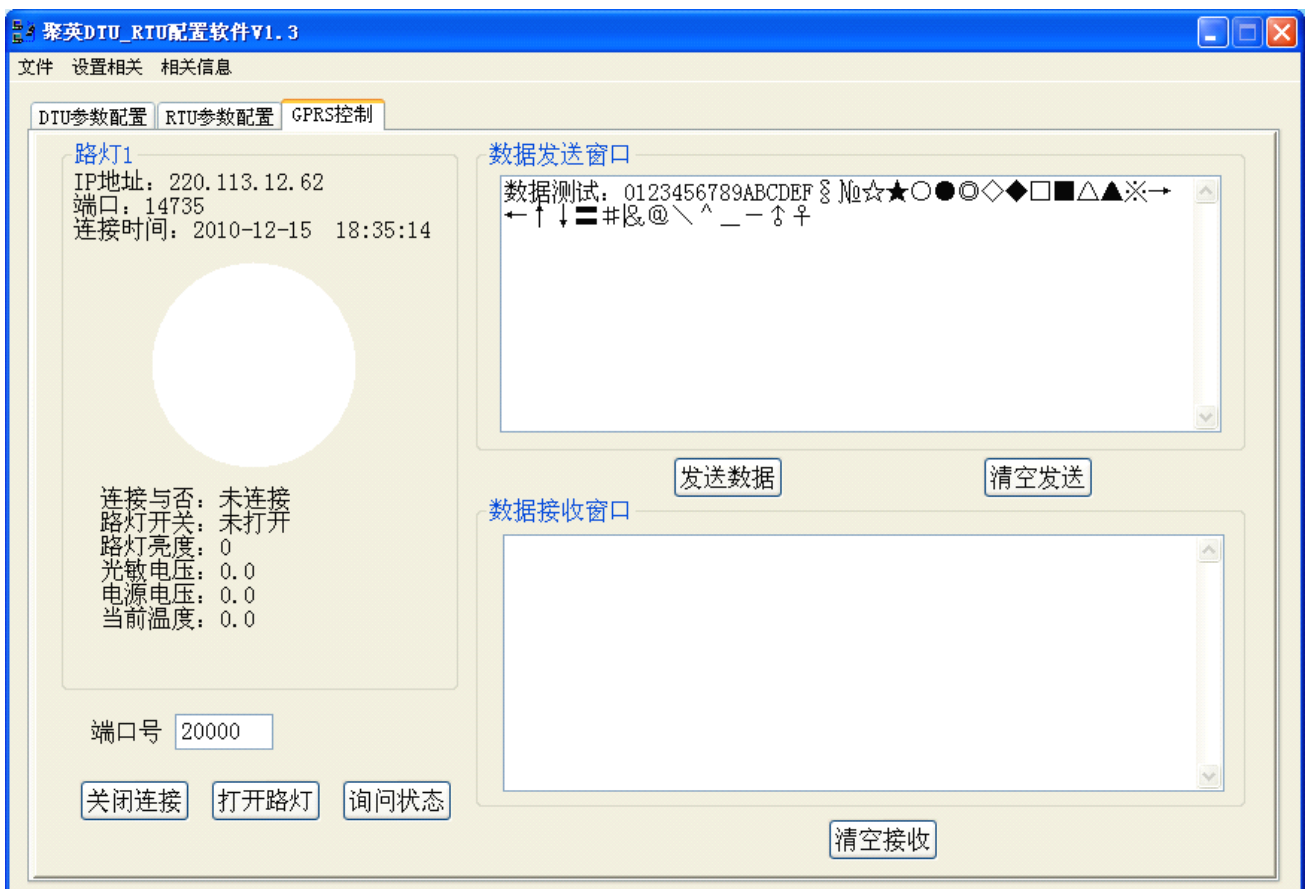 聚英DTU_RTU配置软件V1.3
文件 设置相关 相关信息
DTU参数配置 RTU参数配置 GPRS控制
路灯1
IP地址: 220.113.12.62
端口: 14735
连接时间: 2010-12-15 18:35:14
连接与否: 未连接
路灯开关: 未打开
路灯亮度: 0
光敏电压: 0.0
电源电压: 0.0
当前温度: 0.0
端口号 20000
关闭连接 打开路灯 询问状态
数据发送窗口
数据测试: 0123456789ABCDEF§№☆★○●◎◇◆□■△▲※→
←↑↓〓#&@\^_-♂♀
发送数据 清空发送
数据接收窗口
清空接收